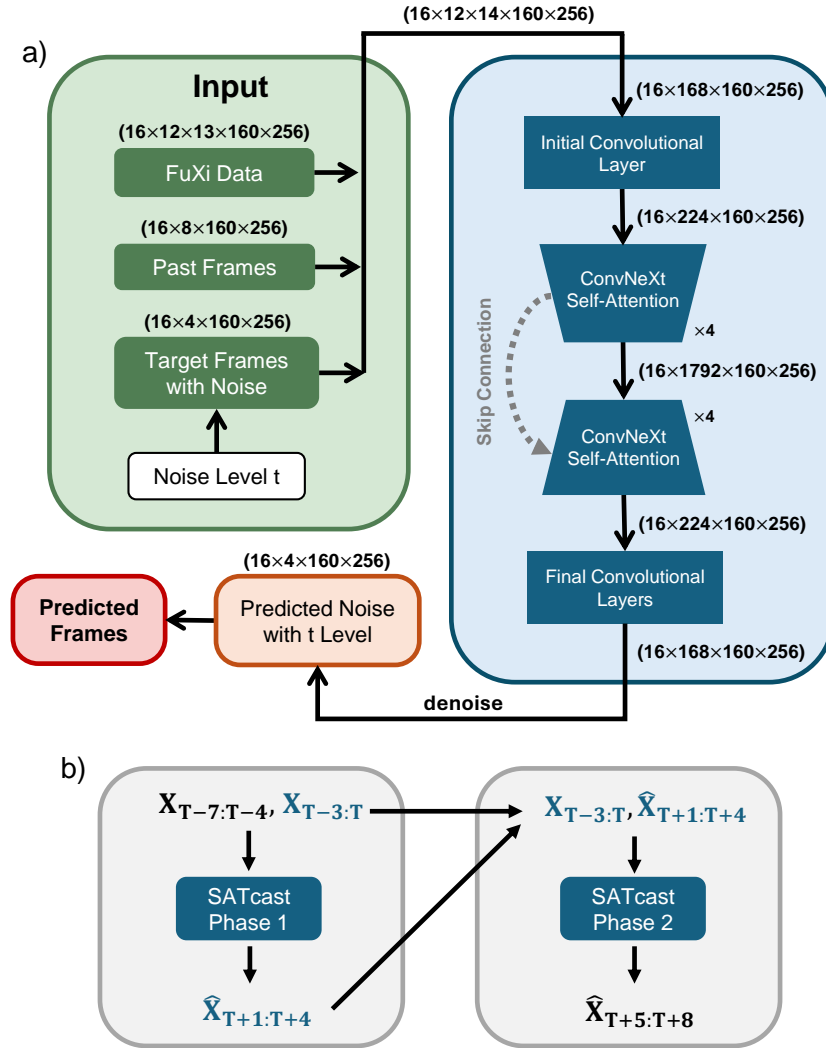 a)
Input
(16×12×13×160×256)
FuXi Data
(16×8×160×256)
Past Frames
(16×4×160×256)
Target Frames
with Noise
Noise Level t
(16×12×14×160×256)
(16×168×160×256)
Initial Convolutional
Layer
(16×224×160×256)
ConvNeXt
Self-Attention
×4
Skip Connection
(16×1792×160×256)
×4
ConvNeXt
Self-Attention
(16×224×160×256)
Final Convolutional
Layers
(16×168×160×256)
denoise
(16×4×160×256)
Predicted Noise
with t Level
Predicted
Frames
b)
X_{T−7:T−4}, X_{T−3:T}
SATcast
Phase 1
X̂_{T+1:T+4}
X_{T−3:T}, X̂_{T+1:T+4}
SATcast
Phase 2
X̂_{T+5:T+8}